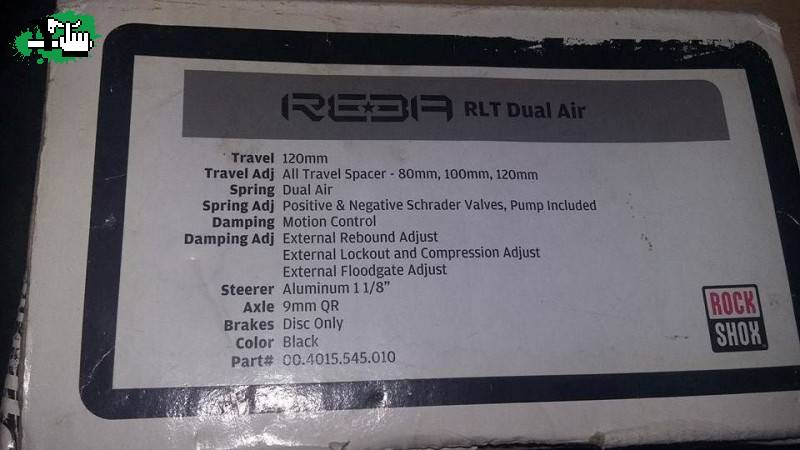 REBA RLT Dual Air
Travel 120mm
Travel Adj All Travel Spacer - 80mm, 100mm, 120mm
Spring Dual Air
Spring Adj Positive & Negative Schrader Valves, Pump Included
Damping Motion Control
Damping Adj External Rebound Adjust
External Lockout and Compression Adjust
External Floodgate Adjust
Steerer Aluminum 1 1/8"
Axle 9mm QR
Brakes Disc Only
Color Black
Part# 00.4015.545.010
ROCK
SHOX